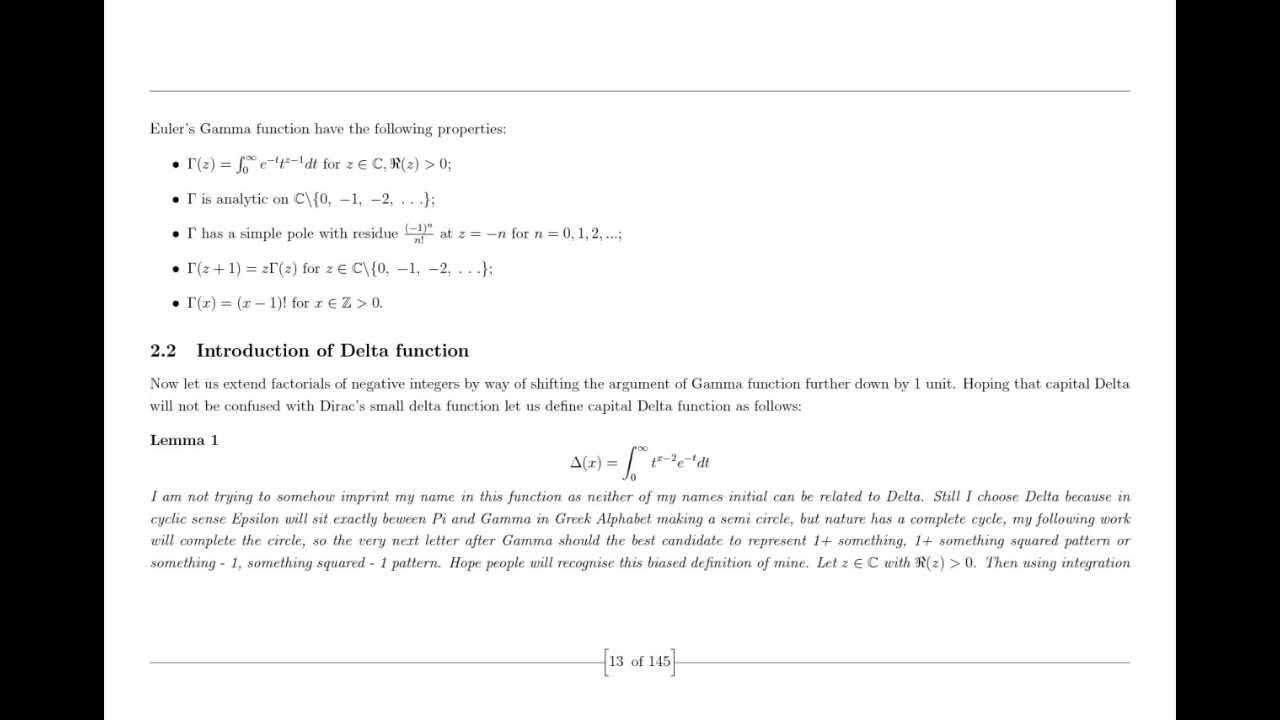 Euler's Gamma function have the following properties:
• Γ(z) = ∫₀^∞ e^{−t}t^{z−1}dt for z ∈ ℂ, ℜ(z) > 0;
• Γ is analytic on ℂ\{0, −1, −2, . . .};
• Γ has a simple pole with residue (−1)^n/n! at z = −n for n = 0, 1, 2, ...;
• Γ(z + 1) = zΓ(z) for z ∈ ℂ\{0, −1, −2, . . .};
• Γ(x) = (x − 1)! for x ∈ ℤ > 0.
2.2 Introduction of Delta function
Now let us extend factorials of negative integers by way of shifting the argument of Gamma function further down by 1 unit. Hoping that capital Delta
will not be confused with Dirac's small delta function let us define capital Delta function as follows:
Lemma 1
Δ(x) = ∫₀^∞ t^{x−2}e^{−t}dt
I am not trying to somehow imprint my name in this function as neither of my names initial can be related to Delta. Still I choose Delta because in
cyclic sense Epsilon will sit exactly beween Pi and Gamma in Greek Alphabet making a semi circle, but nature has a complete cycle, my following work
will complete the circle, so the very next letter after Gamma should the best candidate to represent 1+ something, 1+ something squared pattern or
something - 1, something squared - 1 pattern. Hope people will recognise this biased definition of mine. Let z ∈ ℂ with ℜ(z) > 0. Then using integration
13 of 145